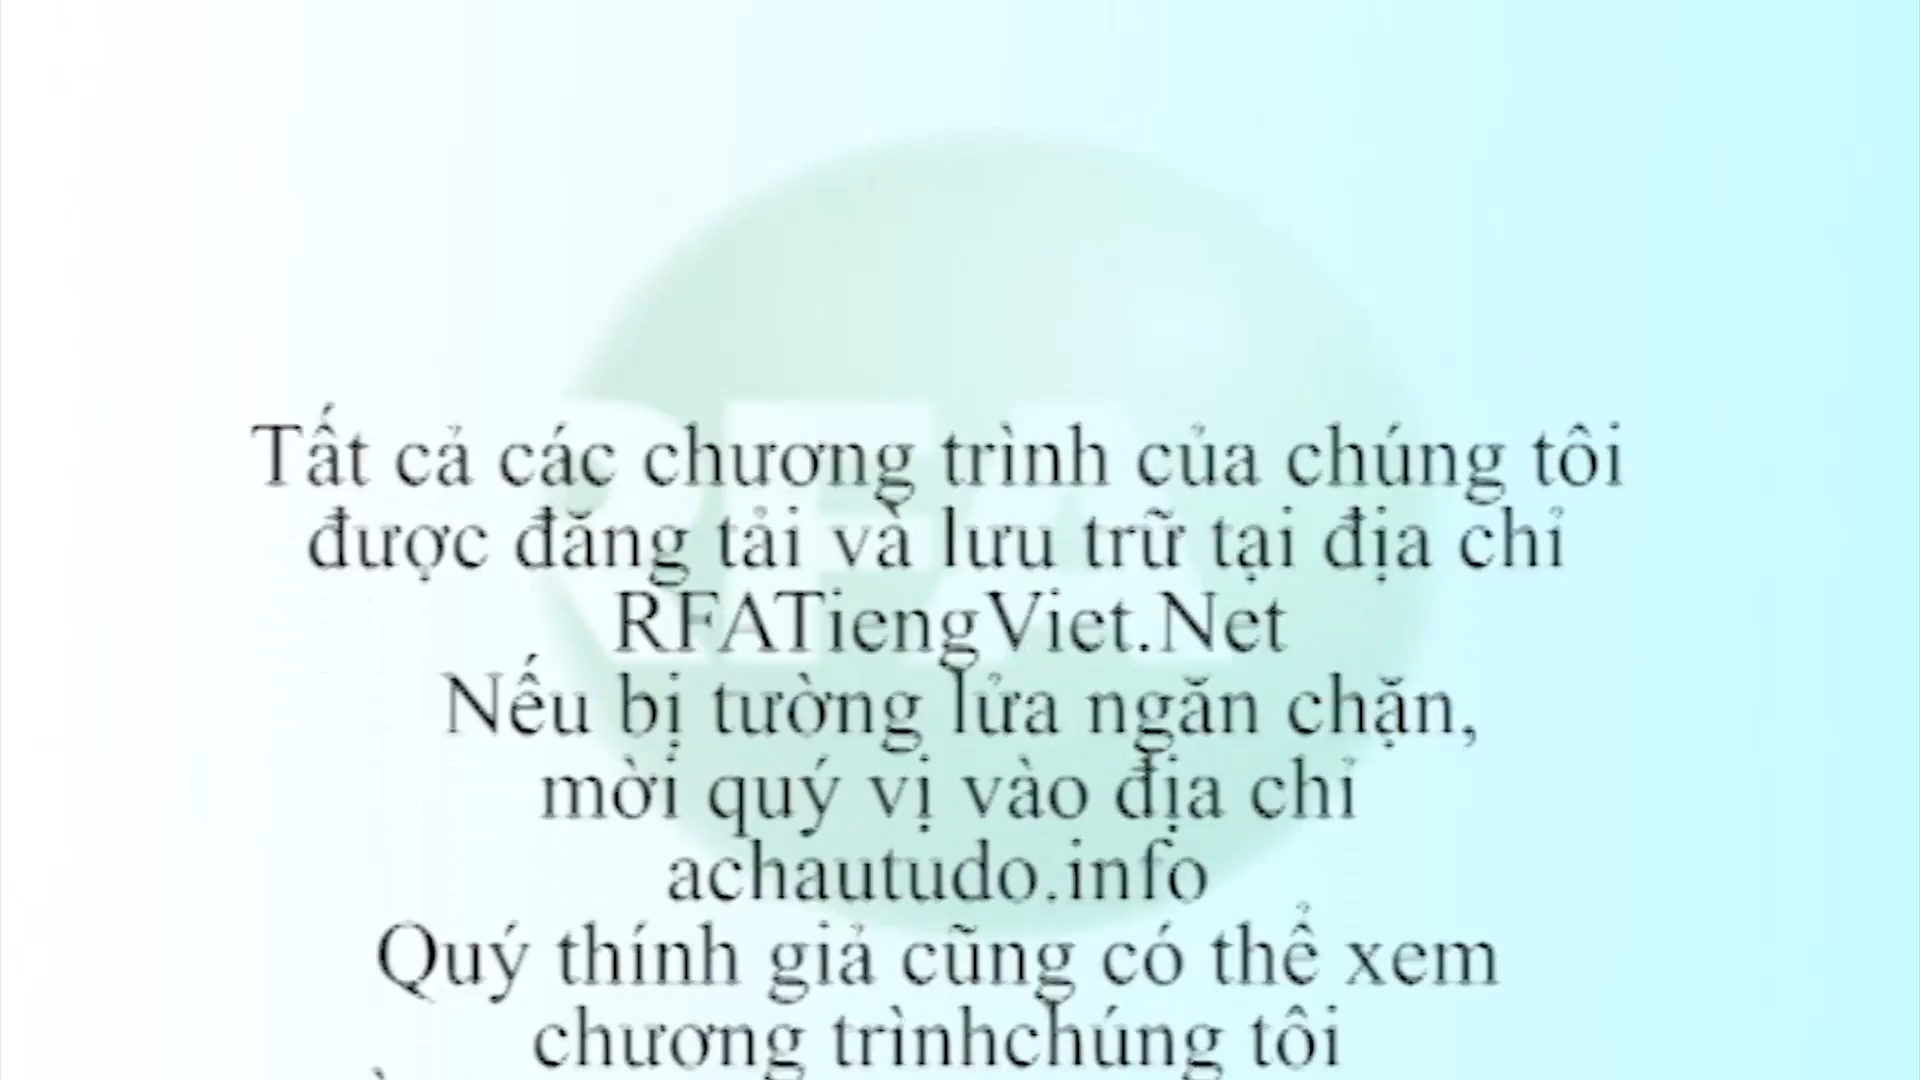 RFA
Tất cả các chương trình của chúng tôi
được đăng tải và lưu trữ tại địa chỉ
RFATiengViet.Net
Nếu bị tường lửa ngăn chặn,
mời quý vị vào địa chỉ
achautudo.info
Quý thính giả cũng có thể xem
chương trìnhchúng tôi